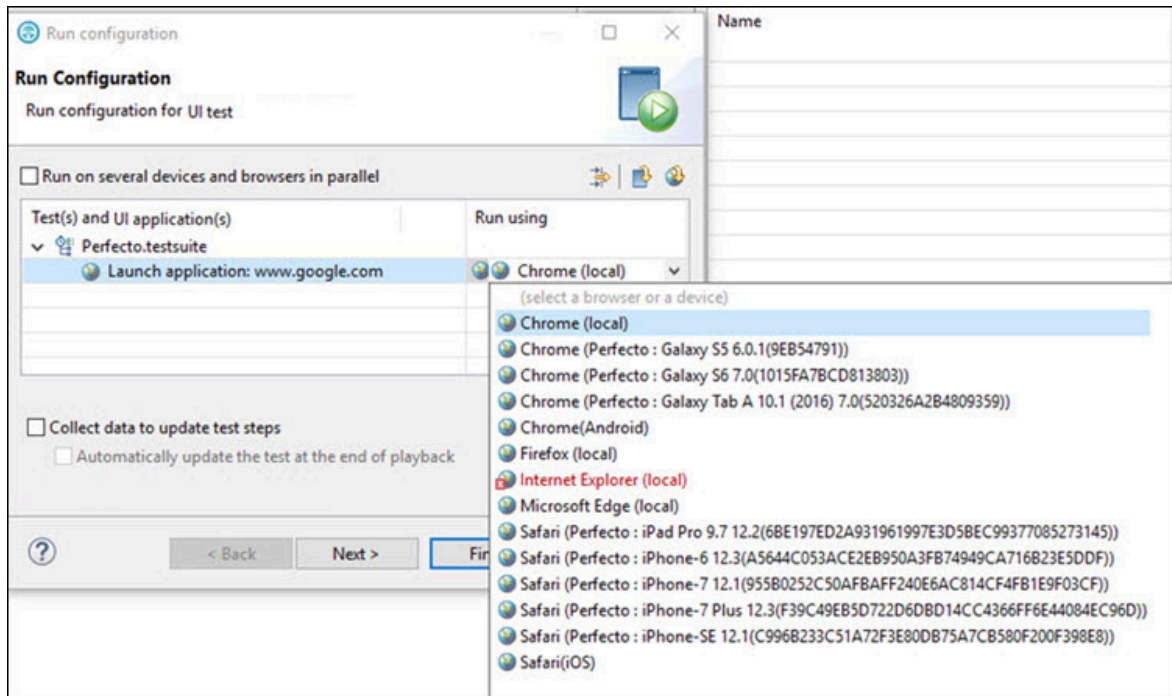 Run configuration
Name
Run Configuration
Run configuration for UI test
Run on several devices and browsers in parallel
Test(s) and UI application(s)
Run using
Perfecto.testsuite
Launch application: www.google.com
Chrome (local)
(select a browser or a device)
Chrome (local)
Chrome (Perfecto : Galaxy S5 6.0.1(9EB54791))
Chrome (Perfecto : Galaxy S6 7.0(1015FA7BCD813803))
Chrome (Perfecto : Galaxy Tab A 10.1 (2016) 7.0(520326A2B4809359))
Chrome(Android)
Firefox (local)
Internet Explorer (local)
Microsoft Edge (local)
Safari (Perfecto : iPad Pro 9.7 12.2(6BE197ED2A931961997E3D5BEC99377085273145))
Safari (Perfecto : iPhone-6 12.3(A5644C053ACE2EB950A3FB74949CA716B23E5DDF))
Safari (Perfecto : iPhone-7 12.1(955B0252C50AFBAFF240E6AC814CF4FB1E9F03CF))
Safari (Perfecto : iPhone-7 Plus 12.3(F39C49EB5D722D6DBD14CC4366FF6E44084EC96D))
Safari (Perfecto : iPhone-SE 12.1(C996B233C51A72F3E80DB75A7CB580F200F398E8))
Safari(iOS)
Collect data to update test steps
Automatically update the test at the end of playback
< Back
Next >
Fin